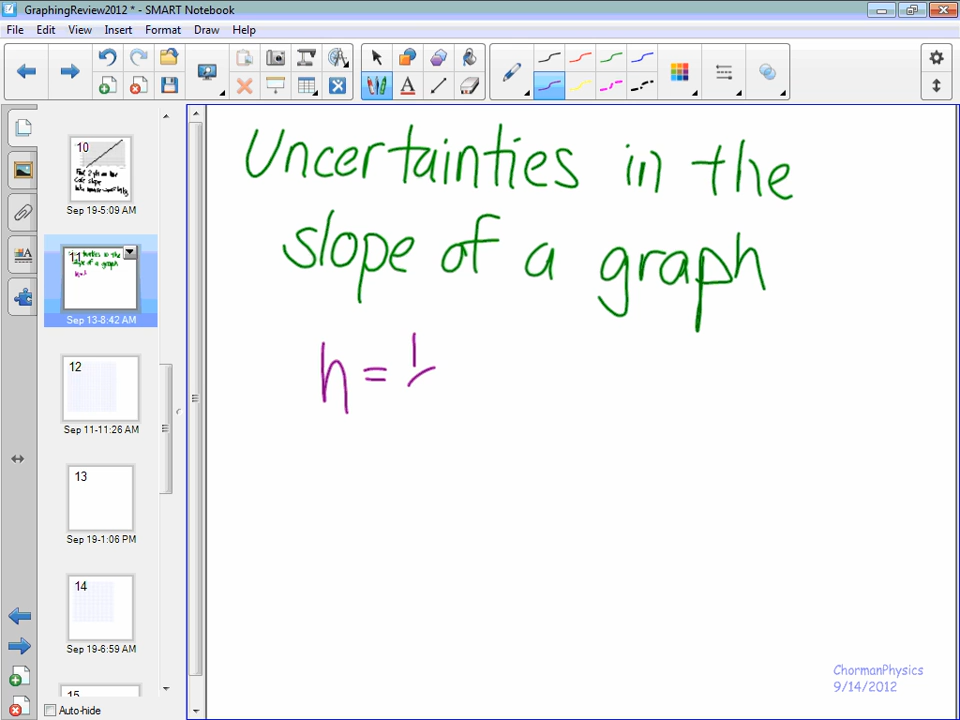 GraphingReview2012 * - SMART Notebook
File Edit View Insert Format Draw Help
10
Sep 19-5:09 AM
11
Sep 13-8:42 AM
12
Sep 11-11:26 AM
13
Sep 19-1:06 PM
14
Sep 19-6:59 AM
15
Auto-hide
Uncertainties in the
slope of a graph
h = 1
ChormanPhysics
9/14/2012